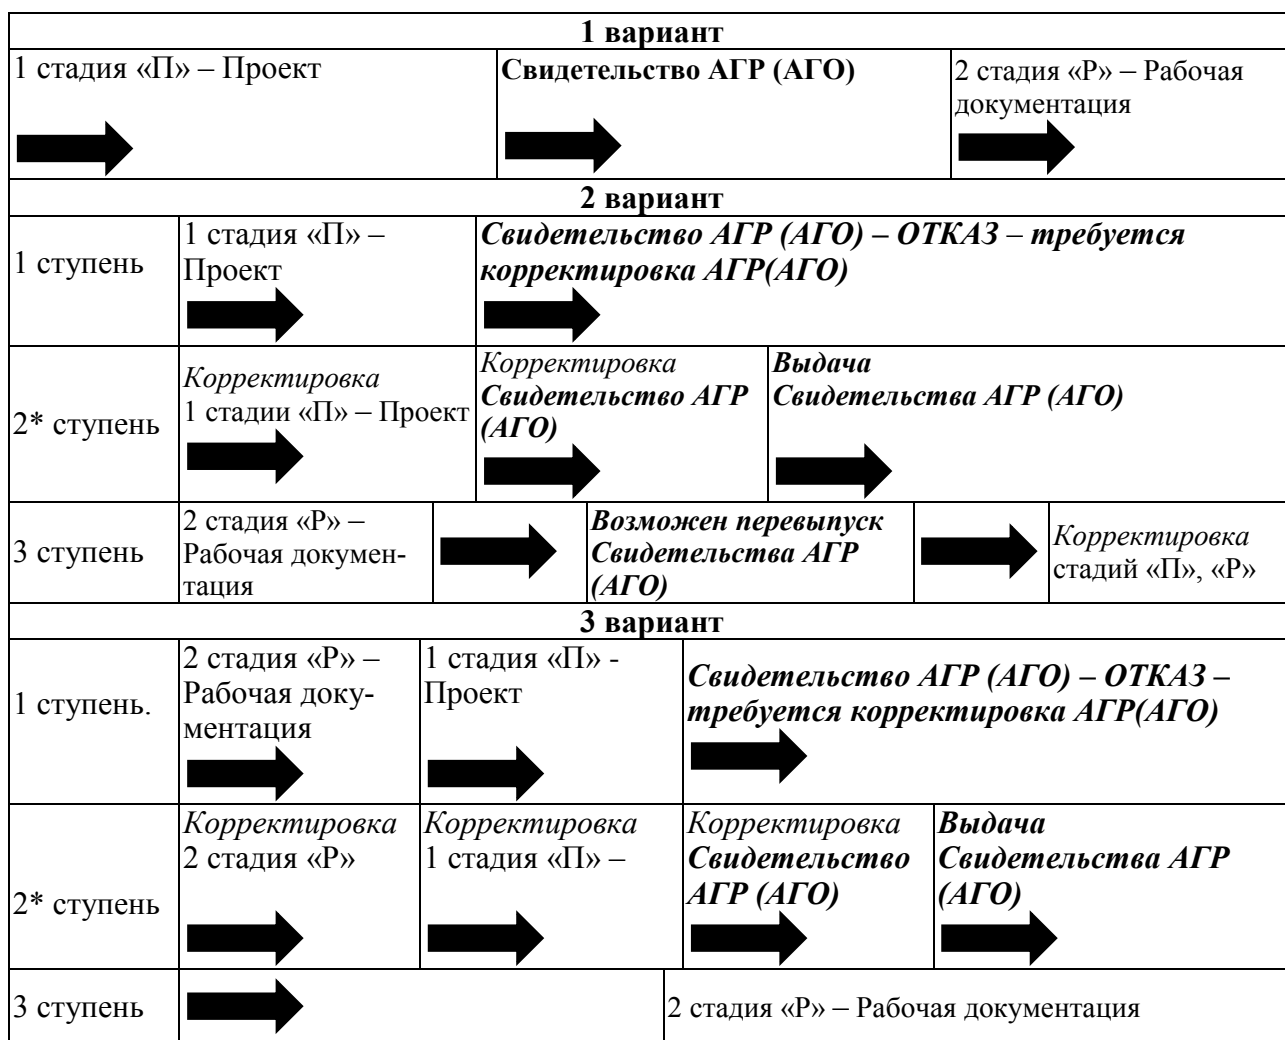 1 вариант
1 стадия «П» – Проект
Свидетельство АГР (АГО)
2 стадия «Р» – Рабочая
документация
2 вариант
1 ступень
1 стадия «П» –
Проект
Свидетельство АГР (АГО) – ОТКАЗ – требуется
корректировка АГР(АГО)
2* ступень
Корректировка
1 стадии «П» – Проект
Корректировка
Свидетельство АГР
(АГО)
Выдача
Свидетельства АГР (АГО)
3 ступень
2 стадия «Р» –
Рабочая докумен-
тация
Возможен перевыпуск
Свидетельства АГР
(АГО)
Корректировка
стадий «П», «Р»
3 вариант
1 ступень.
2 стадия «Р» –
Рабочая доку-
ментация
1 стадия «П» -
Проект
Свидетельство АГР (АГО) – ОТКАЗ –
требуется корректировка АГР(АГО)
2* ступень
Корректировка
2 стадия «Р»
Корректировка
1 стадия «П» –
Корректировка
Свидетельство
АГР (АГО)
Выдача
Свидетельства АГР
(АГО)
3 ступень
2 стадия «Р» – Рабочая документация